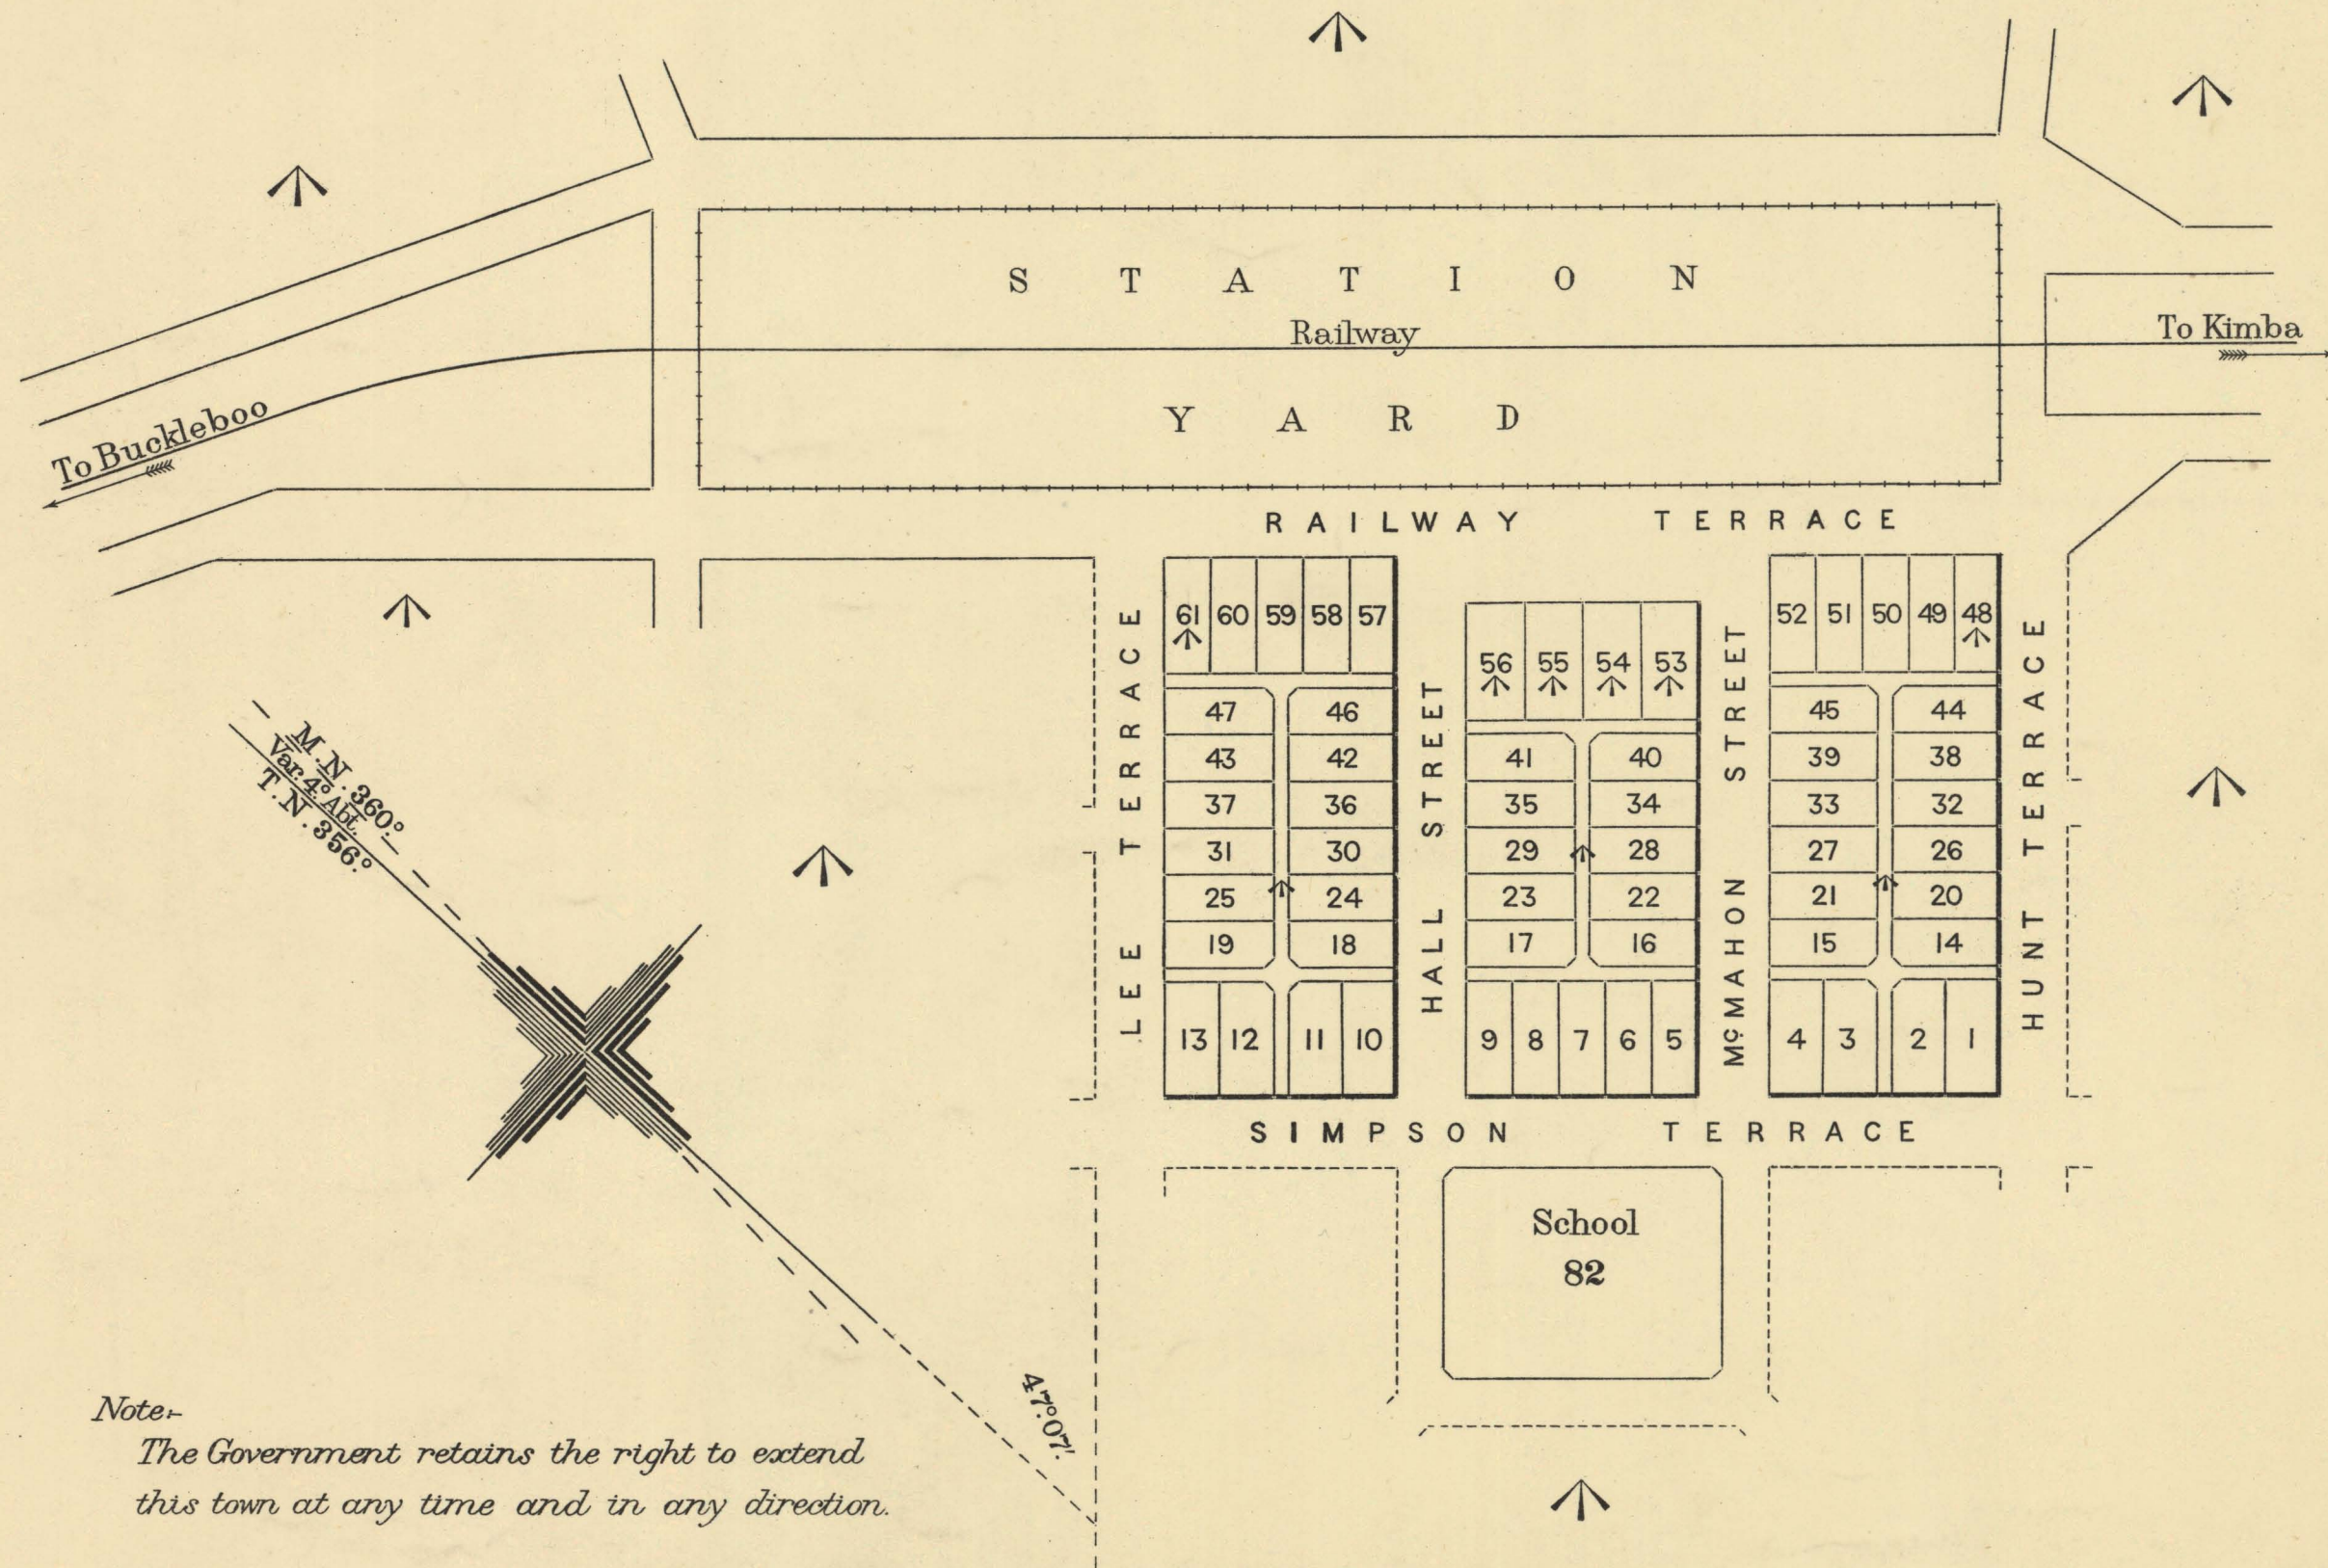 STATION
Railway
To Kimba
YARD
To Buckleboo
RAILWAY TERRACE
61 60 59 58 57
56 55 54 53
52 51 50 49 48
LEE TERRACE
HALL STREET
McMAHON STREET
HUNT TERRACE
47 46
45 44
43 42
41 40
39 38
37 36
35 34
33 32
31 30
29 28
27 26
25 24
23 22
21 20
19 18
17 16
15 14
13 12 11 10
9 8 7 6 5
4 3 2 1
SIMPSON TERRACE
School
82
M.N. 360°
Var. 4° Abt.
T.N. 356°
47°.07'.
Note:-
The Government retains the right to extend
this town at any time and in any direction.